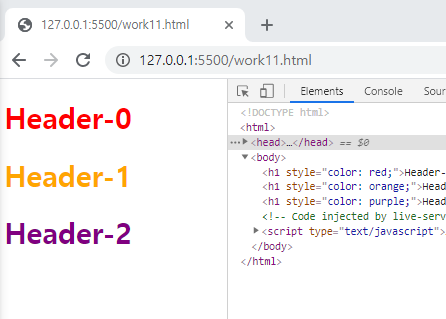 127.0.0.1:5500/work11.html
127.0.0.1:5500/work11.html
Elements Console Sour
Header-0
Header-1
Header-2
<!DOCTYPE html>
<html>
<head>…</head> == $0
<body>
<h1 style="color: red;">Header-
<h1 style="color: orange;">Head
<h1 style="color: purple;">Head
<!-- Code injected by live-serv
<script type="text/javascript">
</body>
</html>